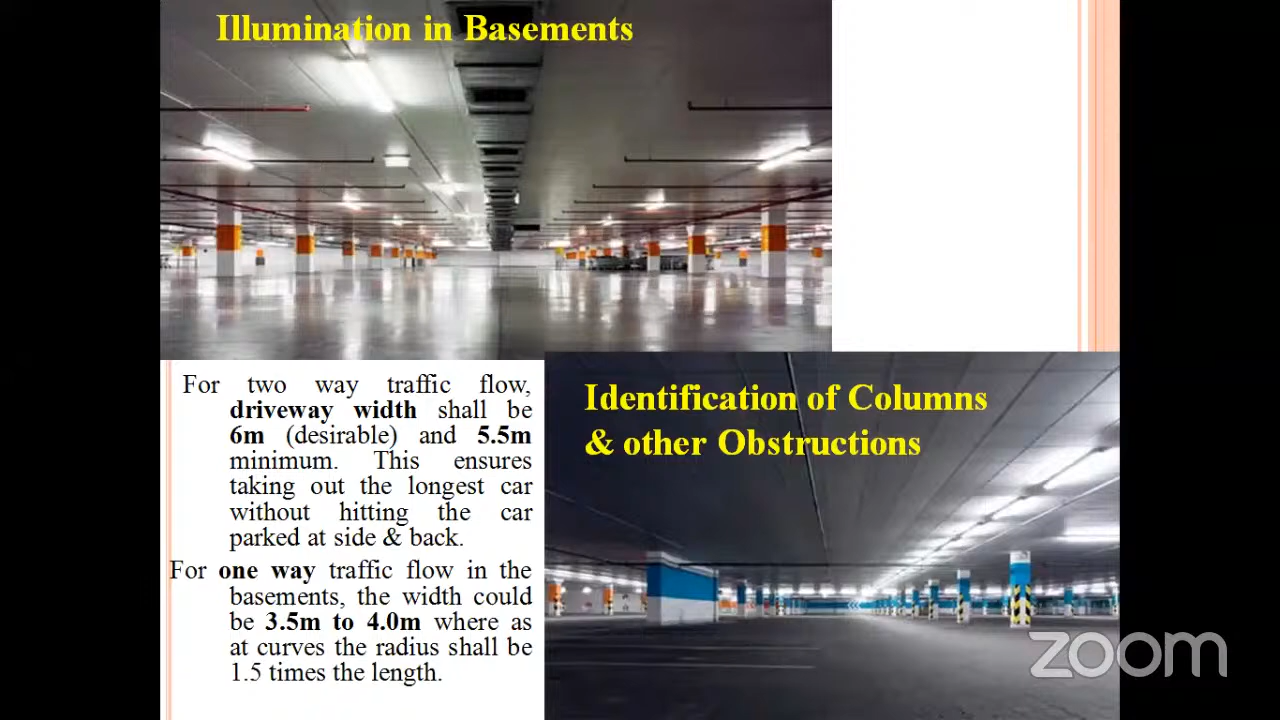 Illumination in Basements
For two way traffic flow,
driveway width shall be
6m (desirable) and 5.5m
minimum. This ensures
taking out the longest car
without hitting the car
parked at side & back.
For one way traffic flow in the
basements, the width could
be 3.5m to 4.0m where as
at curves the radius shall be
1.5 times the length.
Identification of Columns
& other Obstructions
zoom